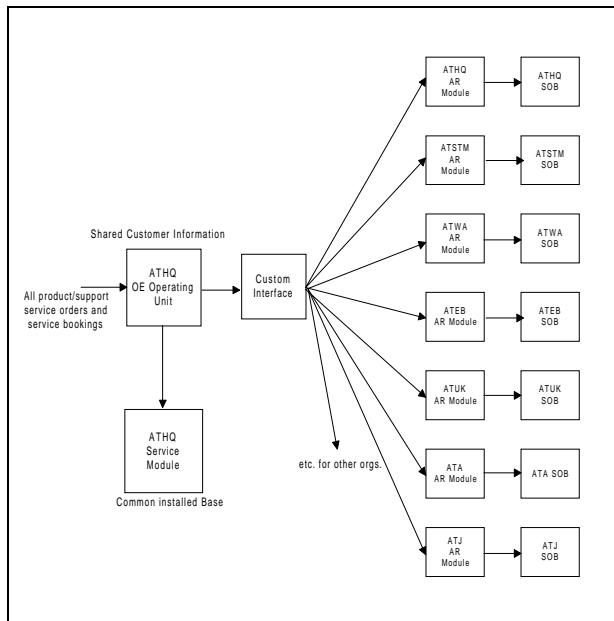 Shared Customer Information
All product/support
service orders and
service bookings
ATHQ
OE Operating
Unit
ATHQ
Service
Module
Common installed Base
Custom
Interface
etc. for other orgs.
ATHQ
AR
Module
ATHQ
SOB
ATSTM
AR
Module
ATSTM
SOB
ATWA
AR
Module
ATWA
SOB
ATEB
AR Module
ATEB
SOB
ATUK
AR Module
ATUK
SOB
ATA
AR Module
ATA SOB
ATJ
AR
Module
ATJ
SOB